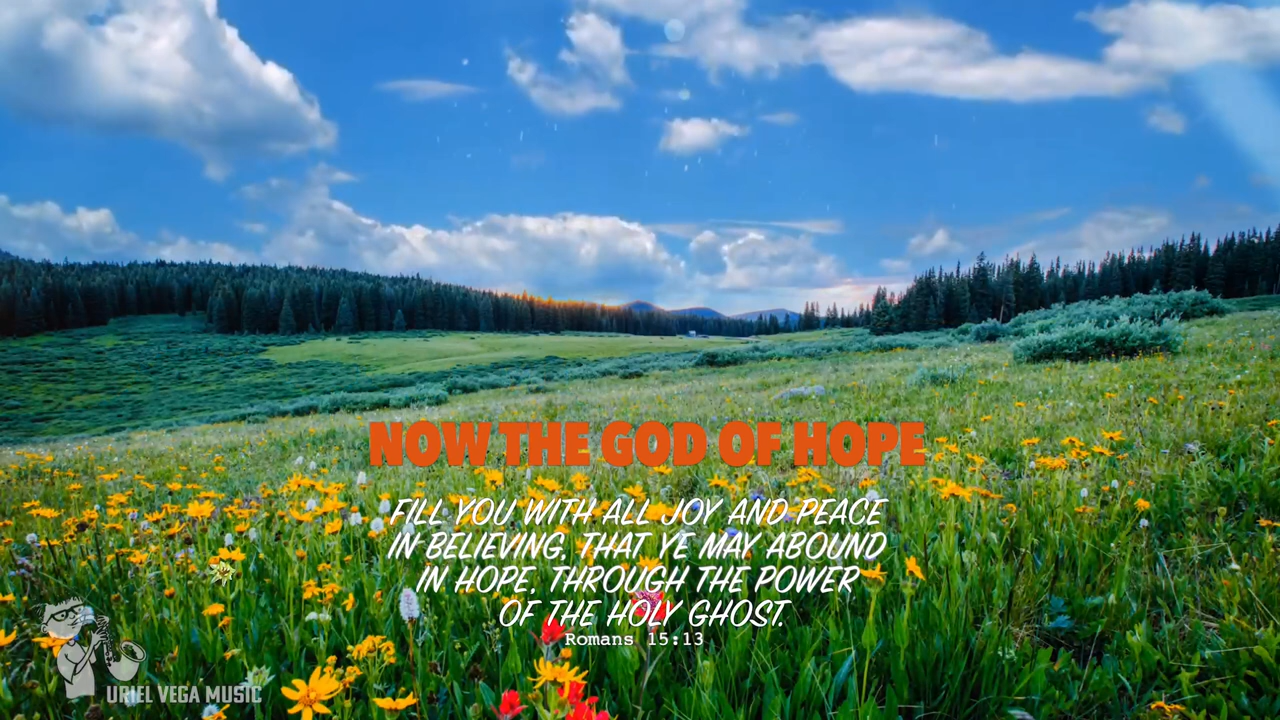 NOW THE GOD OF HOPE
FILL YOU WITH ALL JOY AND PEACE
IN BELIEVING, THAT YE MAY ABOUND
IN HOPE, THROUGH THE POWER
OF THE HOLY GHOST.
Romans 15:13
URIEL VEGA MUSIC